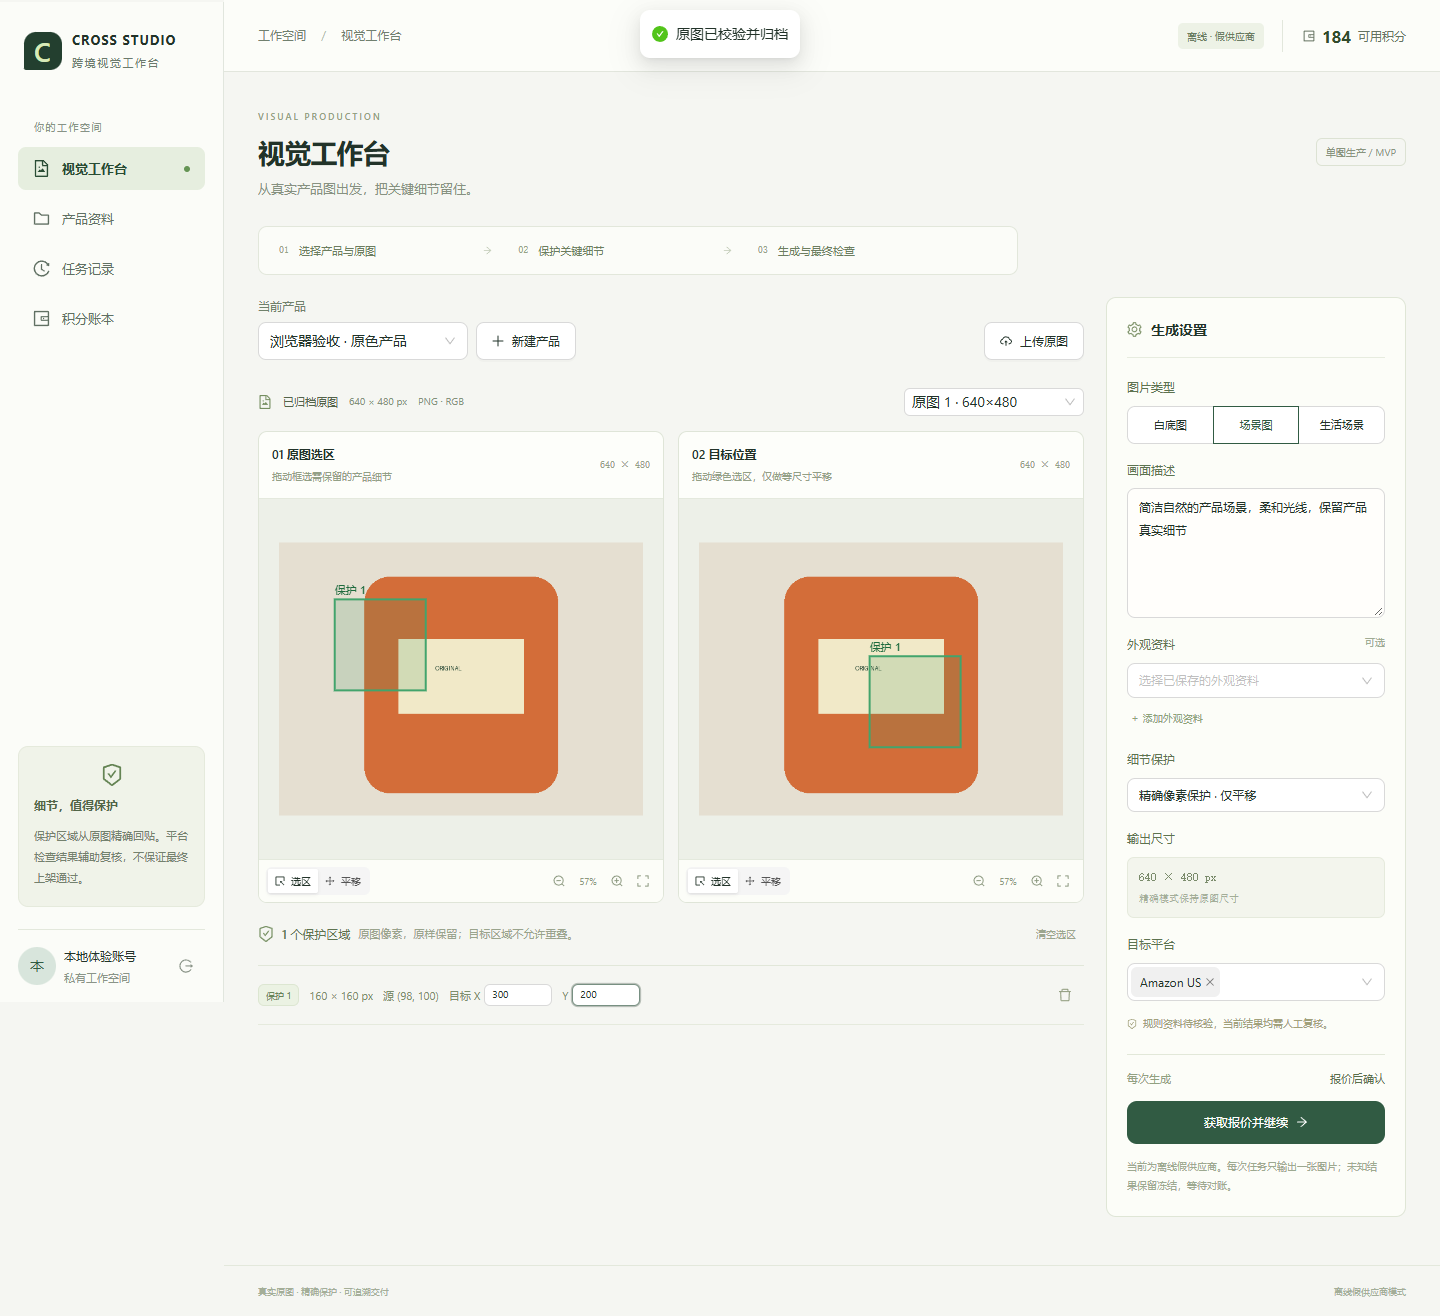 CROSS STUDIO
跨境视觉工作台
你的工作空间
视觉工作台
产品资料
任务记录
积分账本
细节，值得保护
保护区域从原图精确回贴。平台
检查结果辅助复核，不保证最终
上架通过。
本
本地体验账号
私有工作空间
工作空间 / 视觉工作台
原图已校验并归档
离线 · 假供应商
184 可用积分
VISUAL PRODUCTION
视觉工作台
从真实产品图出发，把关键细节留住。
单图生产 / MVP
01 选择产品与原图 → 02 保护关键细节 → 03 生成与最终检查
当前产品
浏览器验收 · 原色产品
+ 新建产品
上传原图
已归档原图 640 × 480 px PNG · RGB
原图 1 · 640×480
01 原图选区
拖动框选需保留的产品细节
640 × 480
保护 1
ORIGINAL
选区 平移 57%
02 目标位置
拖动绿色选区，仅做等尺寸平移
640 × 480
保护 1
ORIGINAL
选区 平移 57%
1 个保护区域 原图像素，原样保留；目标区域不允许重叠。
清空选区
保护 1 160 × 160 px 源 (98, 100) 目标 X 300 Y 200
生成设置
图片类型
白底图 场景图 生活场景
画面描述
简洁自然的产品场景，柔和光线，保留产品
真实细节
外观资料 可选
选择已保存的外观资料
+ 添加外观资料
细节保护
精确像素保护 · 仅平移
输出尺寸
640 × 480 px
精确模式保持原图尺寸
目标平台
Amazon US ×
规则资料待核验，当前结果均需人工复核。
每次生成 报价后确认
获取报价并继续 →
当前为离线假供应商。每次任务只输出一张图片；未知结
果保留冻结，等待对账。
真实原图 · 精确保护 · 可追溯交付
离线假供应商模式